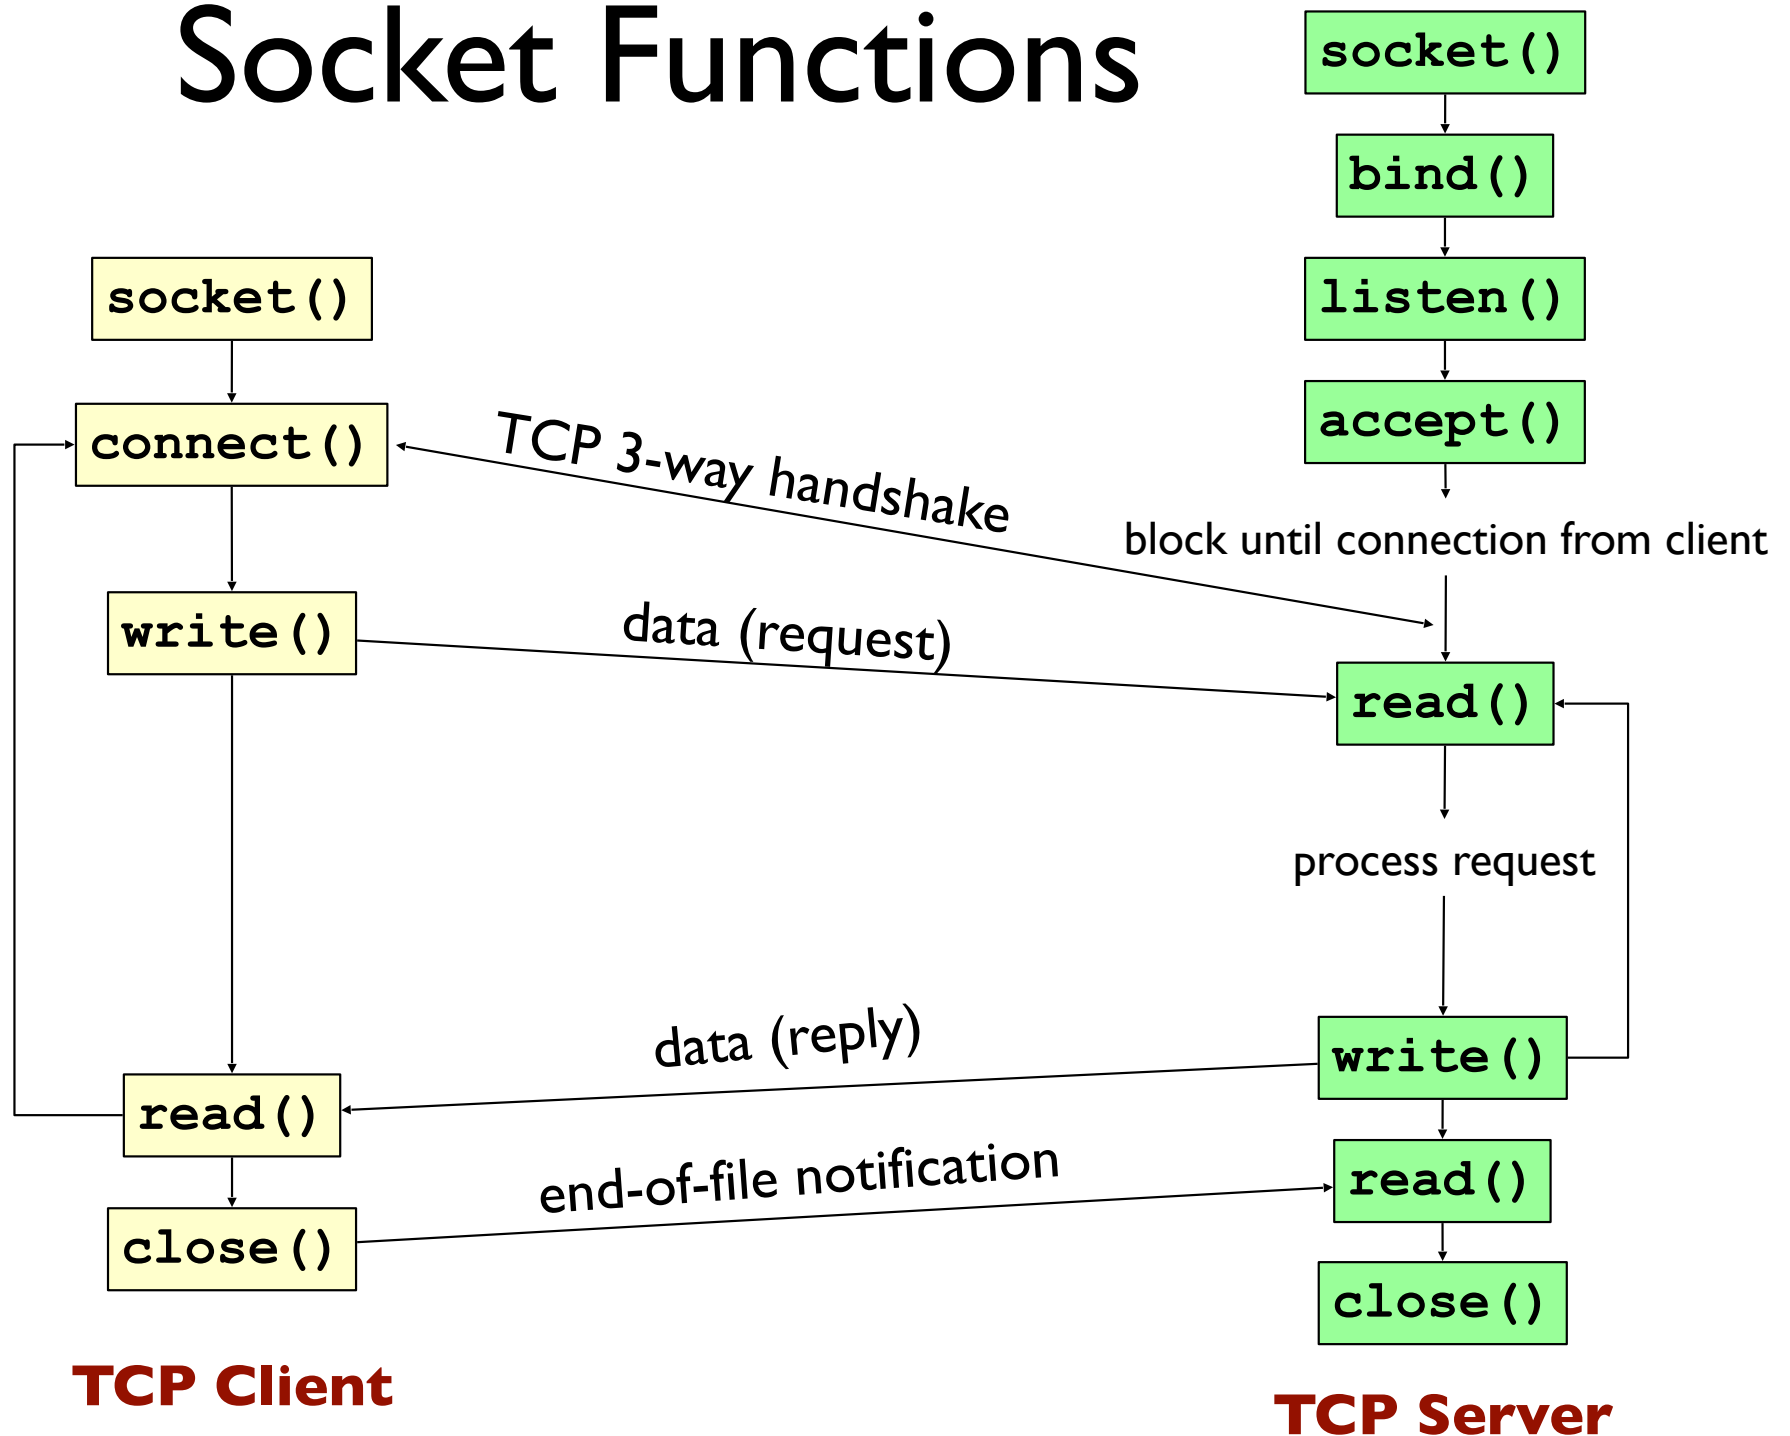 Socket Functions
socket()
bind()
listen()
accept()
block until connection from client
read()
process request
write()
read()
close()
TCP Server
socket()
connect()
write()
read()
close()
TCP Client
TCP 3-way handshake
data (request)
data (reply)
end-of-file notification